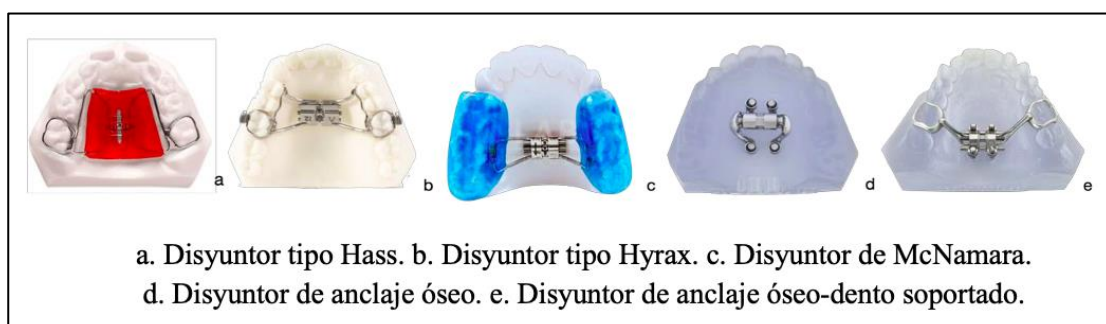 a
b
c
d
e
a. Disyuntor tipo Hass. b. Disyuntor tipo Hyrax. c. Disyuntor de McNamara.
d. Disyuntor de anclaje óseo. e. Disyuntor de anclaje óseo-dento soportado.